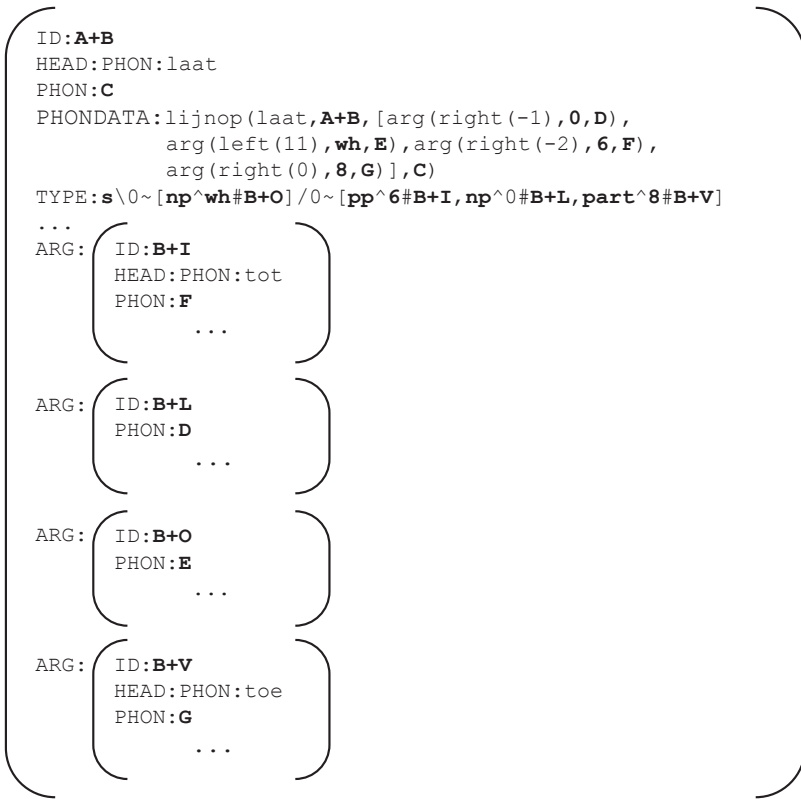 ID:A+B
HEAD:PHON:laat
PHON:C
PHONDATA:lijnop(laat,A+B,[arg(right(-1),0,D),
arg(left(11),wh,E),arg(right(-2),6,F),
arg(right(0),8,G)],C)
TYPE:s\0~[np^wh#B+O]/0~[pp^6#B+I,np^0#B+L,part^8#B+V]
...
ARG: ID:B+I
HEAD:PHON:tot
PHON:F
...
ARG: ID:B+L
PHON:D
...
ARG: ID:B+O
PHON:E
...
ARG: ID:B+V
HEAD:PHON:toe
PHON:G
...